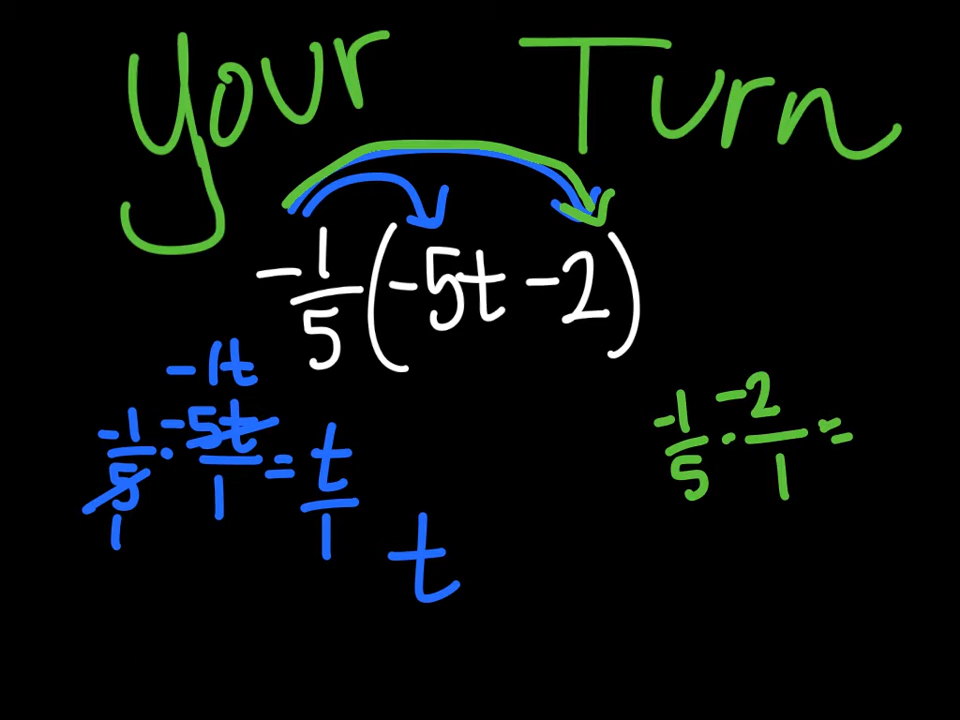 Your Turn
-1/5(-5t-2)
-1t
-1/5 · -5t/1 = t/1
1
t
-1/5 · -2/1 =